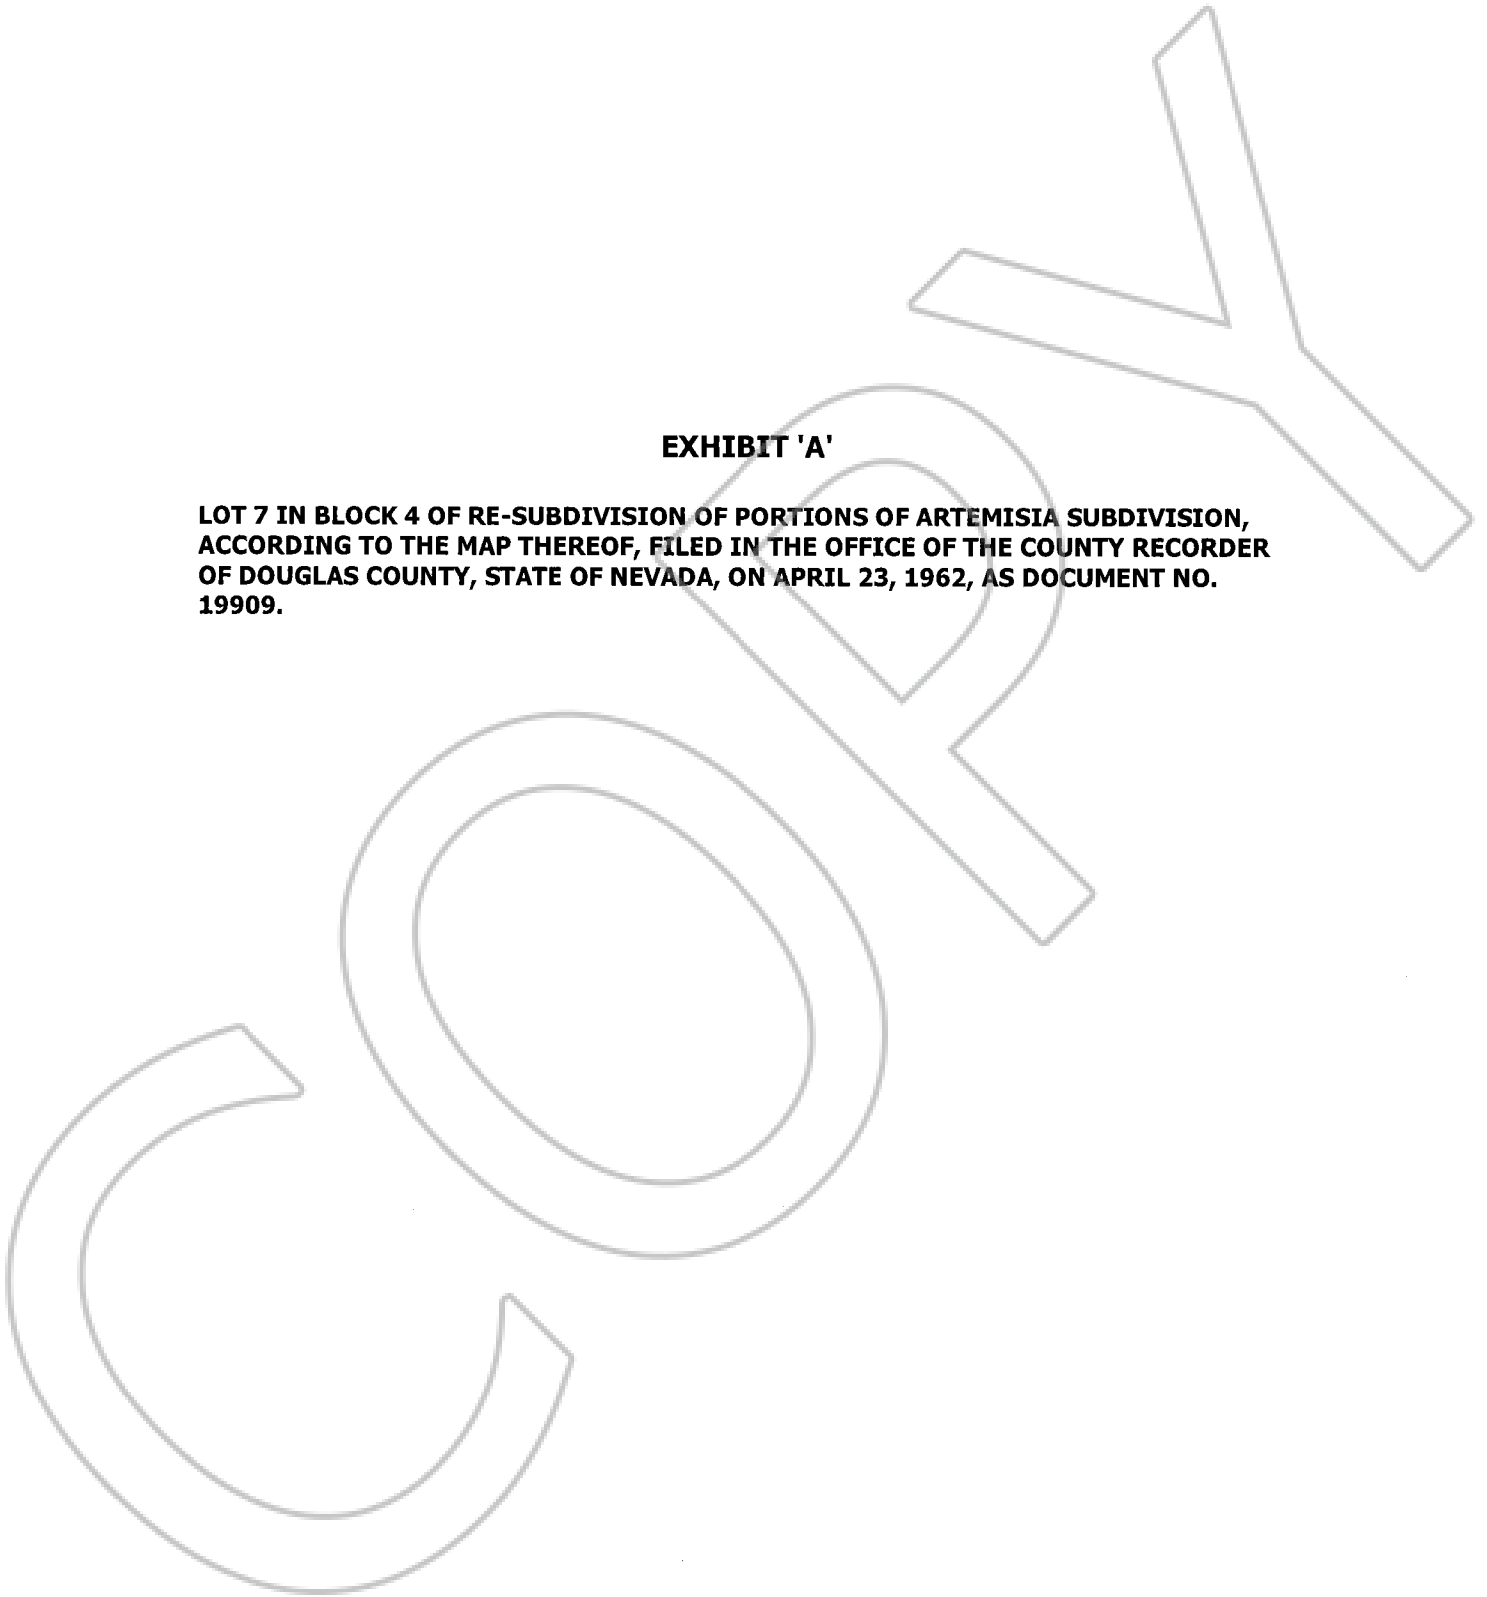 EXHIBIT 'A'
LOT 7 IN BLOCK 4 OF RE-SUBDIVISION OF PORTIONS OF ARTEMISIA SUBDIVISION,
ACCORDING TO THE MAP THEREOF, FILED IN THE OFFICE OF THE COUNTY RECORDER
OF DOUGLAS COUNTY, STATE OF NEVADA, ON APRIL 23, 1962, AS DOCUMENT NO.
19909.
COPY